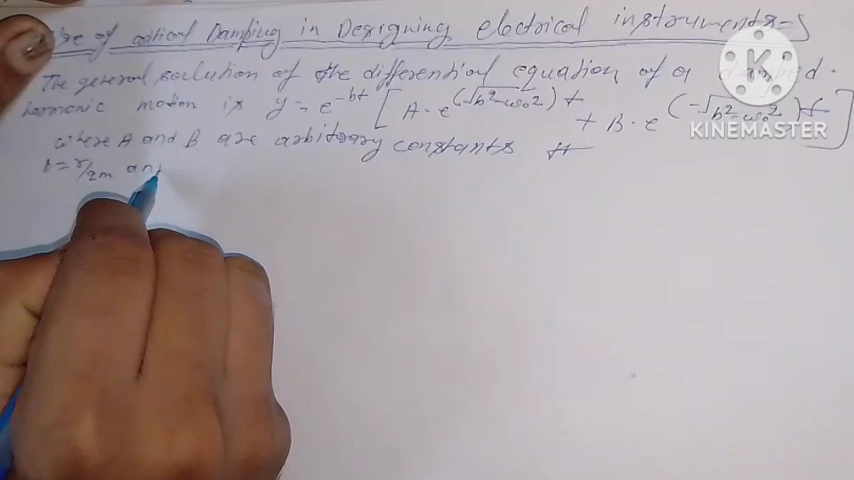 Use of critical Damping in Designing electrical instruments:-
The general solution of the differential equation of a damped
harmonic motion is y = e^-bt [ A. e^(√b²-ω₀²)t + B. e^(-√b²-ω₀²)t ]
where A and B are arbitrary constants
b = r/2m an
KINEMASTER